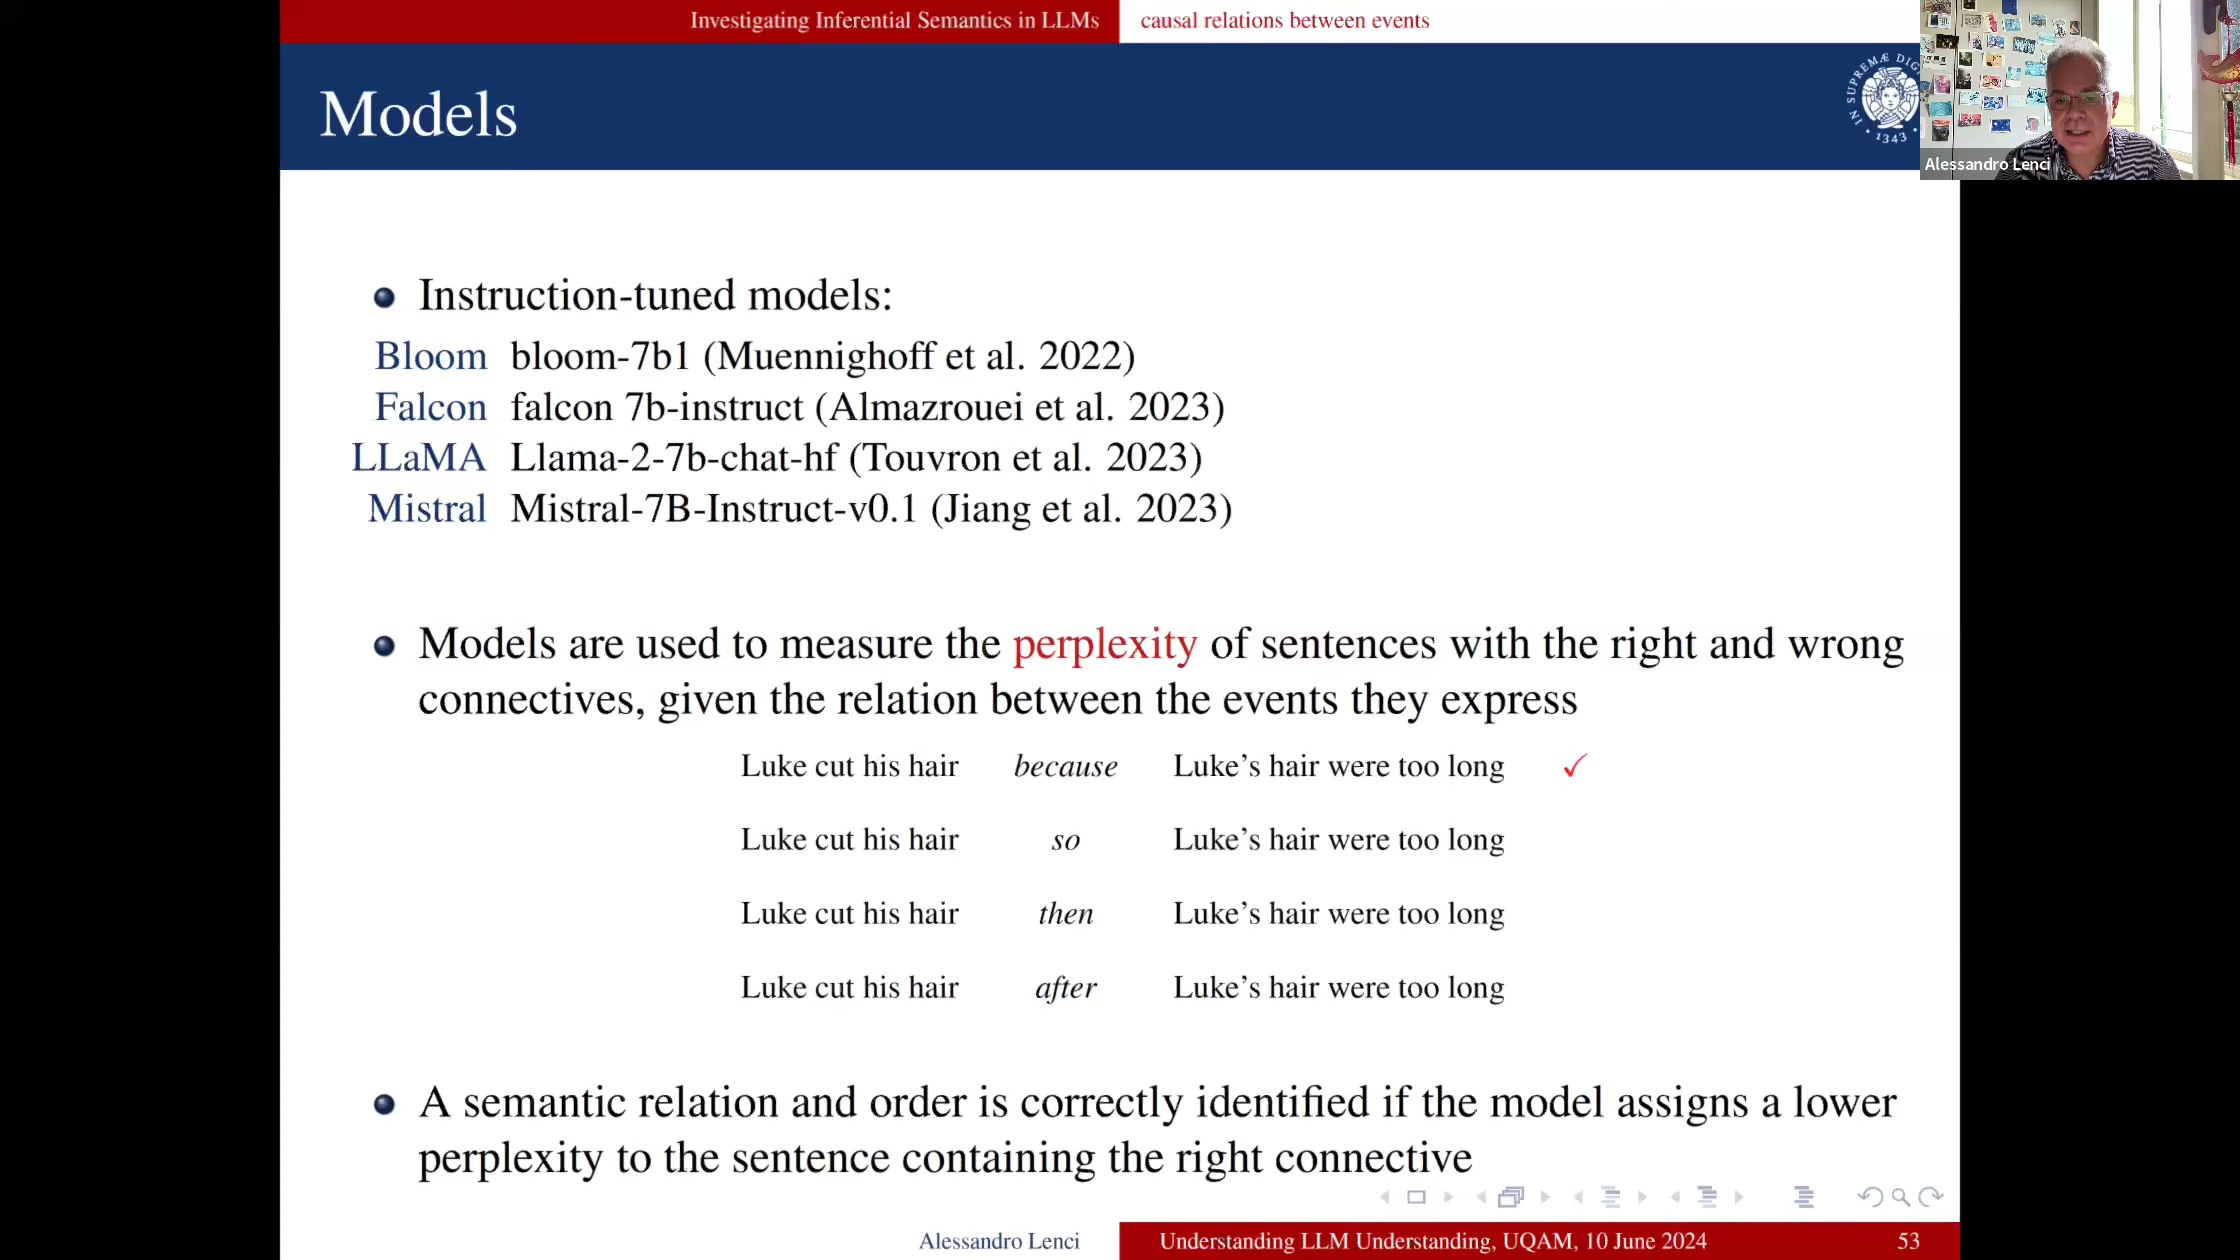 Investigating Inferential Semantics in LLMs causal relations between events
Models
IN SUPREMÆ DIG
• 1343 •
Alessandro Lenci
Instruction-tuned models:
Bloom bloom-7b1 (Muennighoff et al. 2022)
Falcon falcon 7b-instruct (Almazrouei et al. 2023)
LLaMA Llama-2-7b-chat-hf (Touvron et al. 2023)
Mistral Mistral-7B-Instruct-v0.1 (Jiang et al. 2023)
Models are used to measure the perplexity of sentences with the right and wrong
connectives, given the relation between the events they express
Luke cut his hair because Luke's hair were too long ✓
Luke cut his hair so Luke's hair were too long
Luke cut his hair then Luke's hair were too long
Luke cut his hair after Luke's hair were too long
A semantic relation and order is correctly identified if the model assigns a lower
perplexity to the sentence containing the right connective
Alessandro Lenci Understanding LLM Understanding, UQAM, 10 June 2024 53